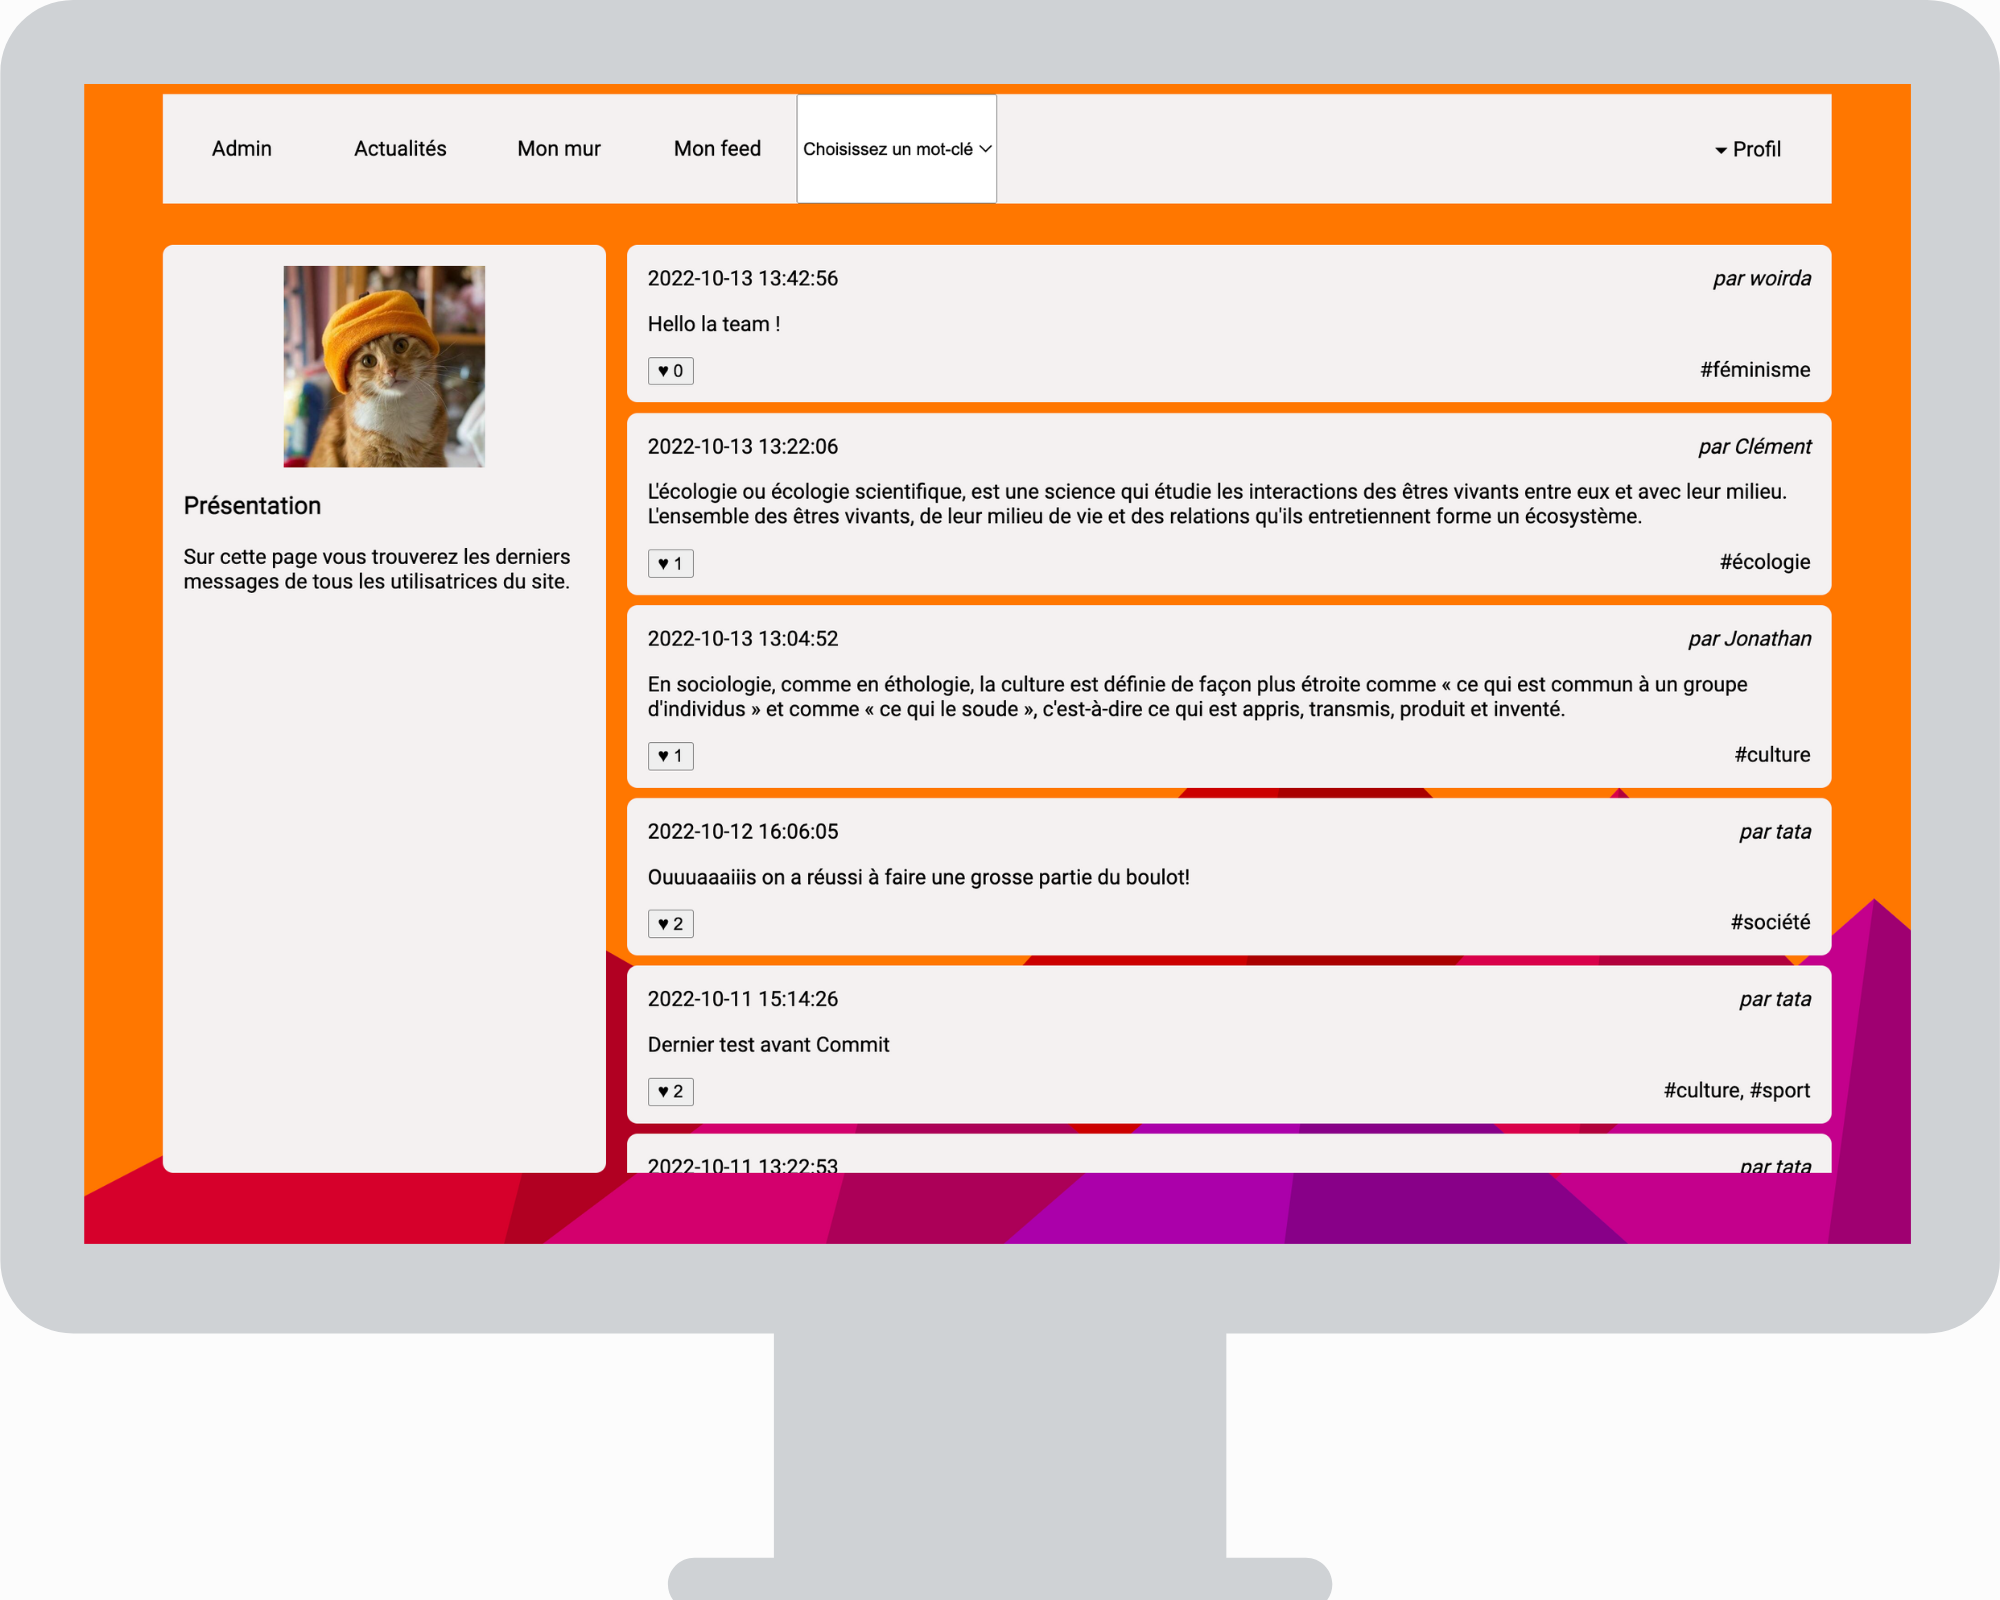 Admin
Actualités
Mon mur
Mon feed
Choisissez un mot-clé
Profil
Présentation
Sur cette page vous trouverez les derniers
messages de tous les utilisatrices du site.
2022-10-13 13:42:56
par woirda
Hello la team !
♥ 0
#féminisme
2022-10-13 13:22:06
par Clément
L'écologie ou écologie scientifique, est une science qui étudie les interactions des êtres vivants entre eux et avec leur milieu.
L'ensemble des êtres vivants, de leur milieu de vie et des relations qu'ils entretiennent forme un écosystème.
♥ 1
#écologie
2022-10-13 13:04:52
par Jonathan
En sociologie, comme en éthologie, la culture est définie de façon plus étroite comme « ce qui est commun à un groupe
d'individus » et comme « ce qui le soude », c'est-à-dire ce qui est appris, transmis, produit et inventé.
♥ 1
#culture
2022-10-12 16:06:05
par tata
Ouuuaaaiiis on a réussi à faire une grosse partie du boulot!
♥ 2
#société
2022-10-11 15:14:26
par tata
Dernier test avant Commit
♥ 2
#culture, #sport
2022-10-11 13:22:53
par tata